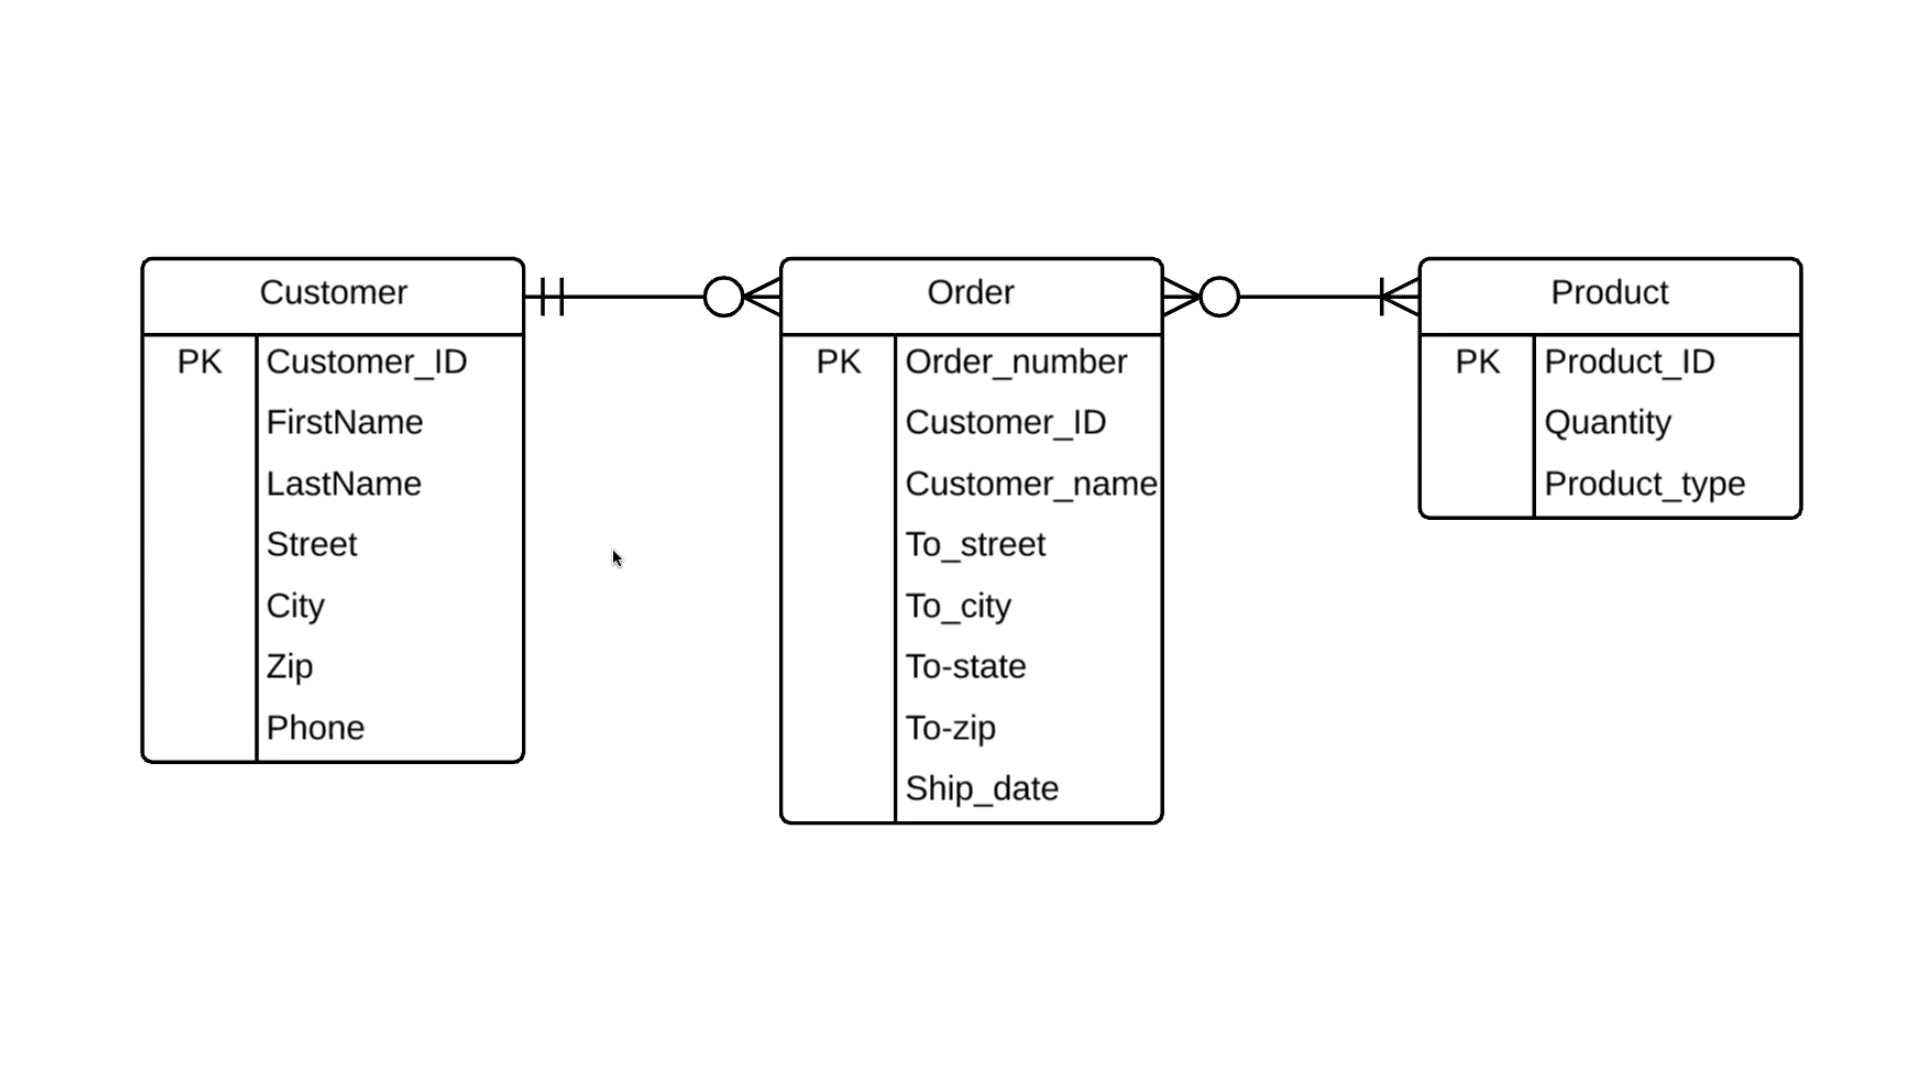 Customer
PK Customer_ID
FirstName
LastName
Street
City
Zip
Phone
Order
PK Order_number
Customer_ID
Customer_name
To_street
To_city
To-state
To-zip
Ship_date
Product
PK Product_ID
Quantity
Product_type